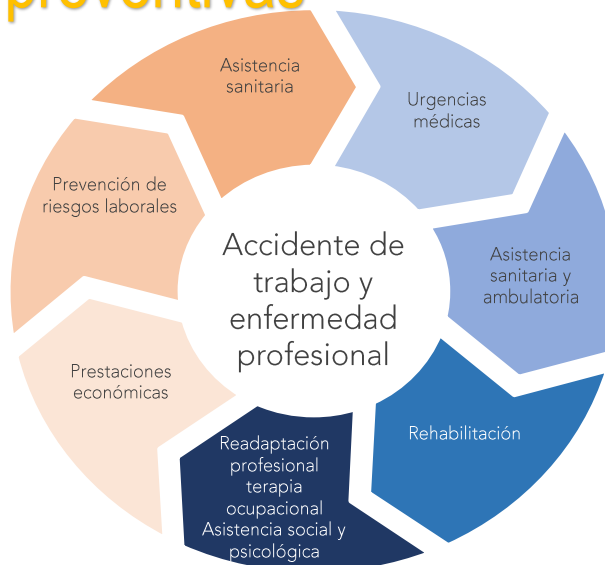 preventivas
Asistencia
sanitaria
Urgencias
médicas
Asistencia
sanitaria y
ambulatoria
Rehabilitación
Readaptación
profesional
terapia
ocupacional
Asistencia social y
psicológica
Prestaciones
económicas
Prevención de
riesgos laborales
Accidente de
trabajo y
enfermedad
profesional